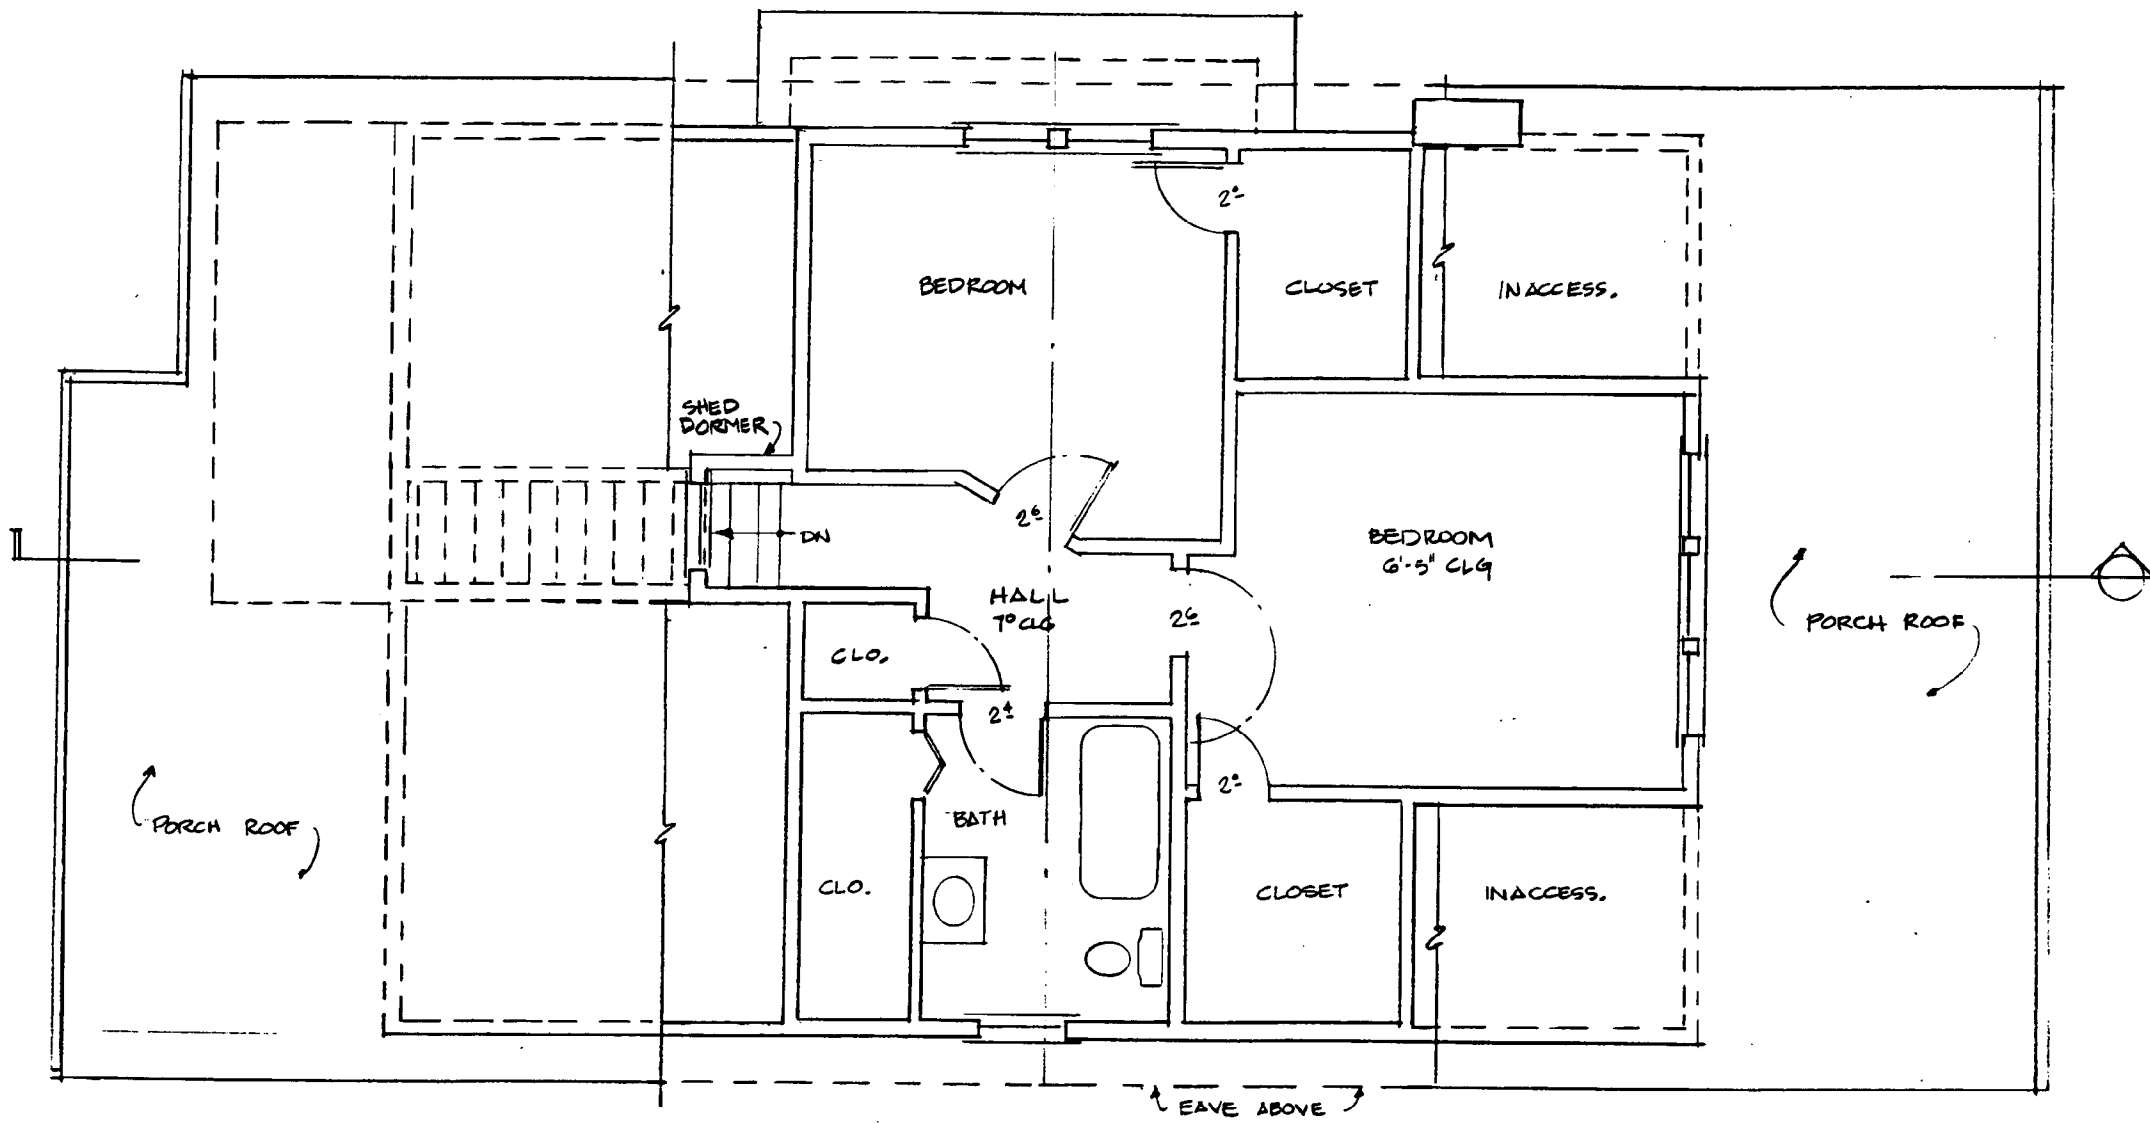 2⁰
BEDROOM
CLOSET
INACCESS.
SHED
DORMER
2⁶
DN
BEDROOM
6'-5" CLG
HALL
7⁰ CLG
2⁶
PORCH ROOF
CLO.
2⁴
2⁰
PORCH ROOF
BATH
CLO.
CLOSET
INACCESS.
EAVE ABOVE